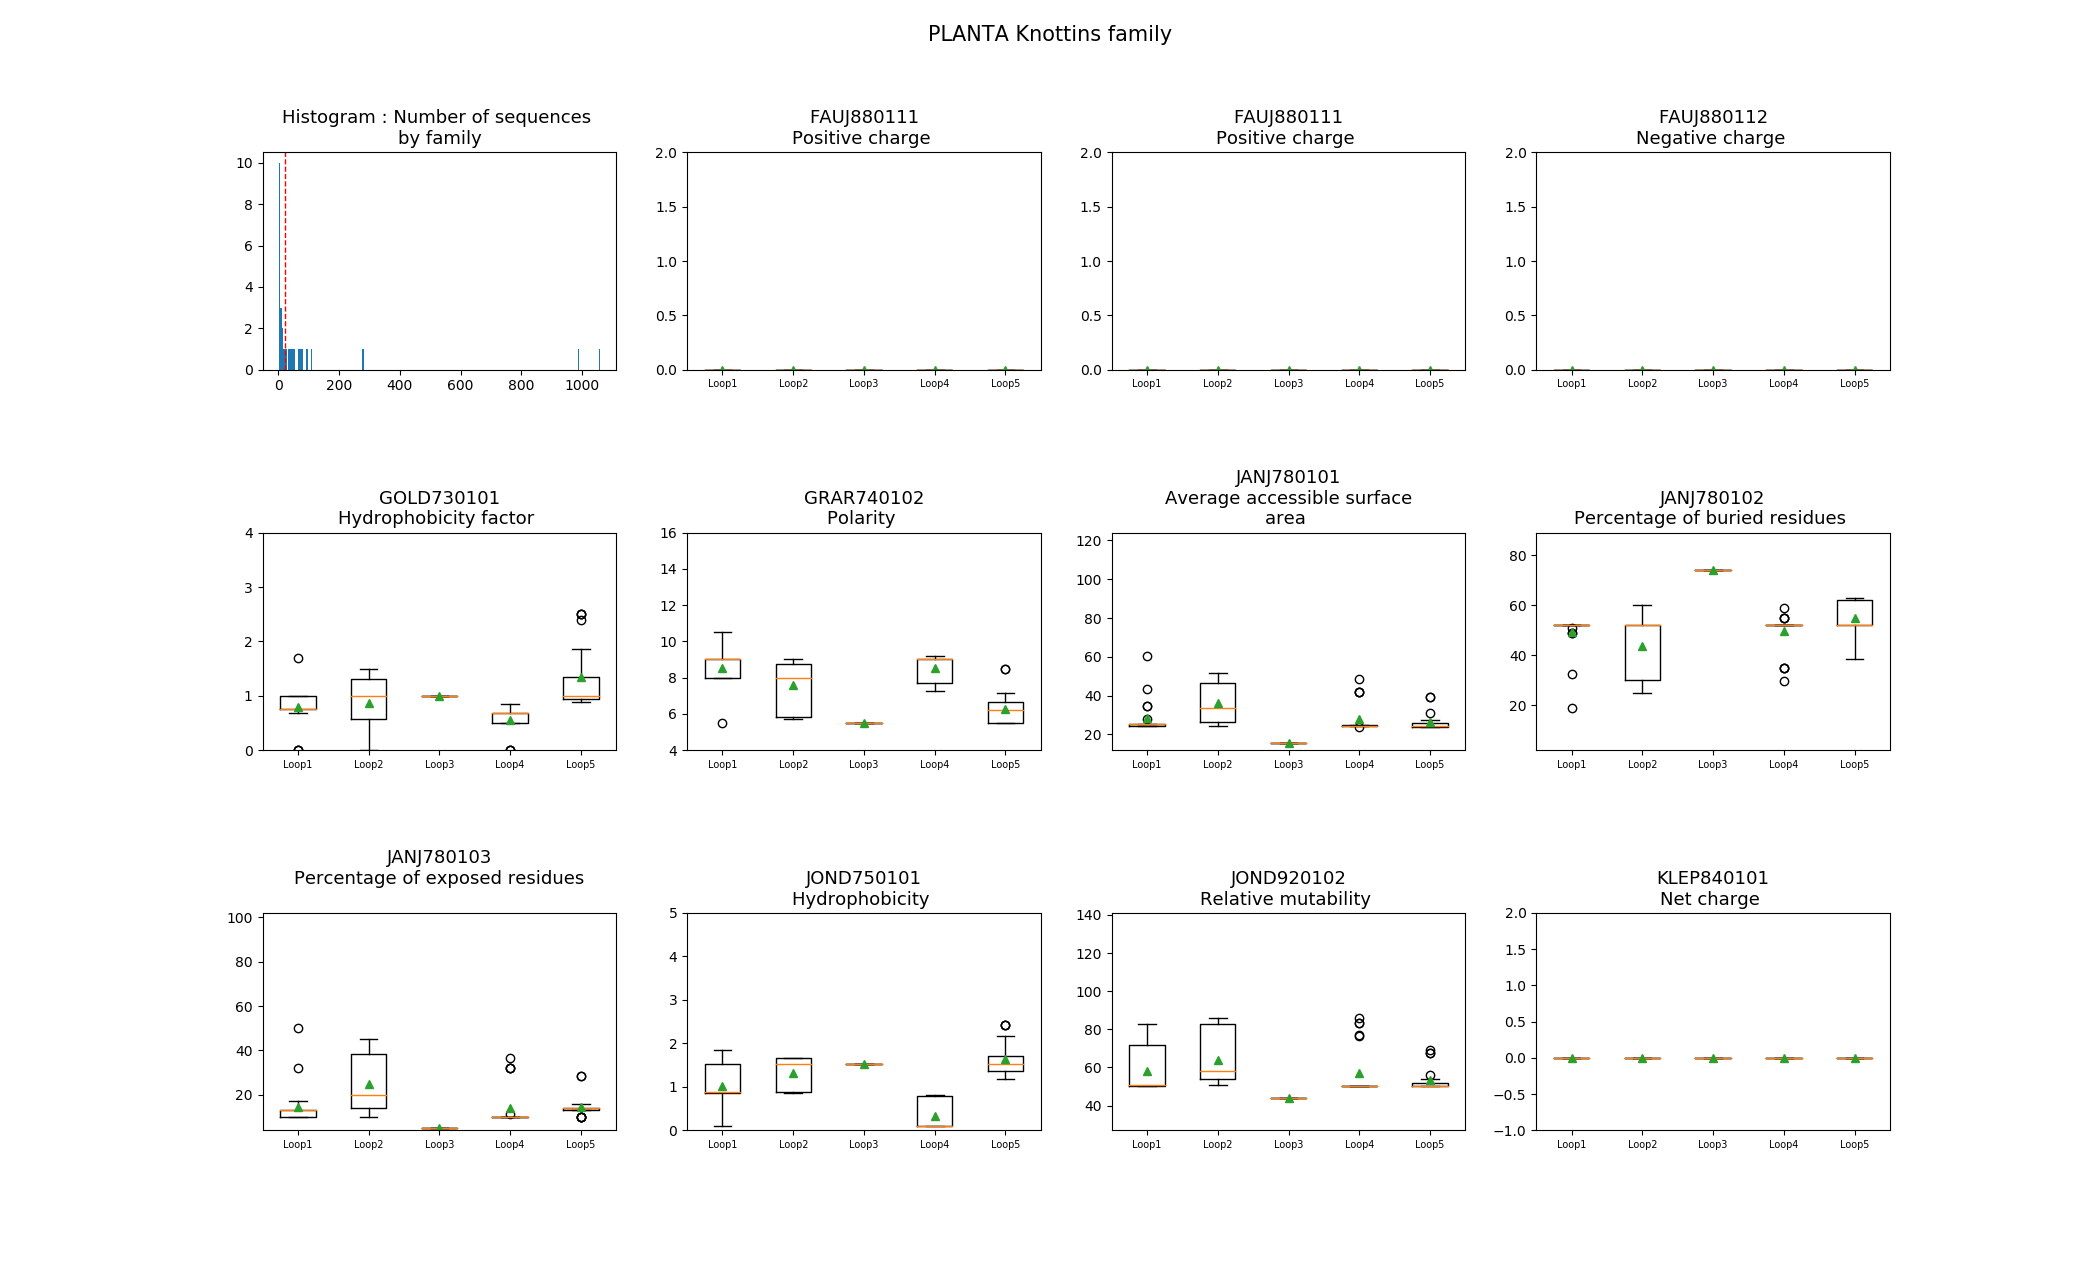 PLANTA Knottins family
Histogram : Number of sequences
by family
10
8
6
4
2
0
0 200 400 600 800 1000
FAUJ880111
Positive charge
2.0
1.5
1.0
0.5
0.0
Loop1 Loop2 Loop3 Loop4 Loop5
FAUJ880111
Positive charge
2.0
1.5
1.0
0.5
0.0
Loop1 Loop2 Loop3 Loop4 Loop5
FAUJ880112
Negative charge
2.0
1.5
1.0
0.5
0.0
Loop1 Loop2 Loop3 Loop4 Loop5
GOLD730101
Hydrophobicity factor
4
3
2
1
0
Loop1 Loop2 Loop3 Loop4 Loop5
GRAR740102
Polarity
16
14
12
10
8
6
4
Loop1 Loop2 Loop3 Loop4 Loop5
JANJ780101
Average accessible surface
area
120
100
80
60
40
20
Loop1 Loop2 Loop3 Loop4 Loop5
JANJ780102
Percentage of buried residues
80
60
40
20
Loop1 Loop2 Loop3 Loop4 Loop5
JANJ780103
Percentage of exposed residues
100
80
60
40
20
Loop1 Loop2 Loop3 Loop4 Loop5
JOND750101
Hydrophobicity
5
4
3
2
1
0
Loop1 Loop2 Loop3 Loop4 Loop5
JOND920102
Relative mutability
140
120
100
80
60
40
Loop1 Loop2 Loop3 Loop4 Loop5
KLEP840101
Net charge
2.0
1.5
1.0
0.5
0.0
−0.5
−1.0
Loop1 Loop2 Loop3 Loop4 Loop5